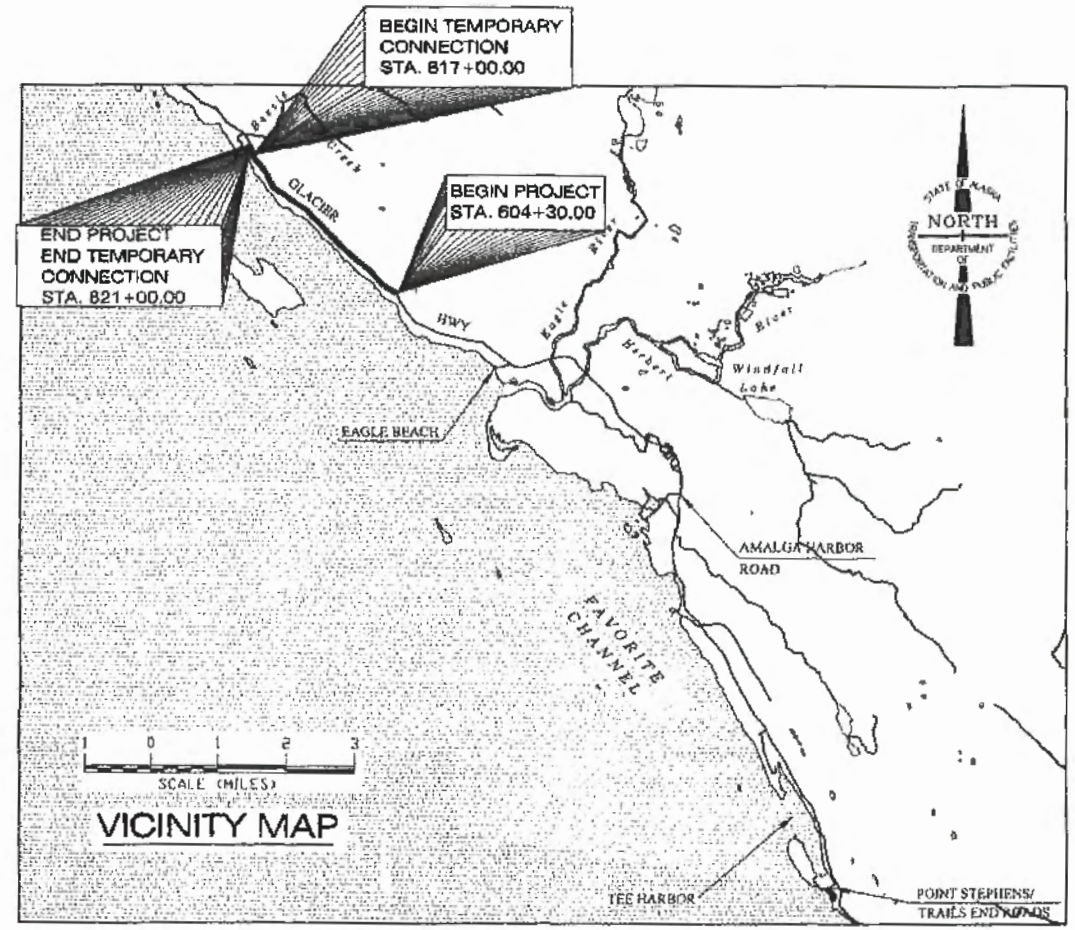 BEGIN TEMPORARY
CONNECTION
STA. 817+00.00
Creek
GLACIER
BEGIN PROJECT
STA. 604+30.00
END PROJECT
END TEMPORARY
CONNECTION
STA. 821+00.00
HWY
Eagle
River
Herbert
River
Windfall
Lake
STATE OF ALASKA
NORTH
DEPARTMENT
OF
TRANSPORTATION AND PUBLIC FACILITIES
EAGLE BEACH
AMALGA HARBOR
ROAD
FAVORITE
CHANNEL
1 0 1 2 3
SCALE (MILES)
VICINITY MAP
TEE HARBOR
POINT STEPHENS/
TRAILS END ROADS